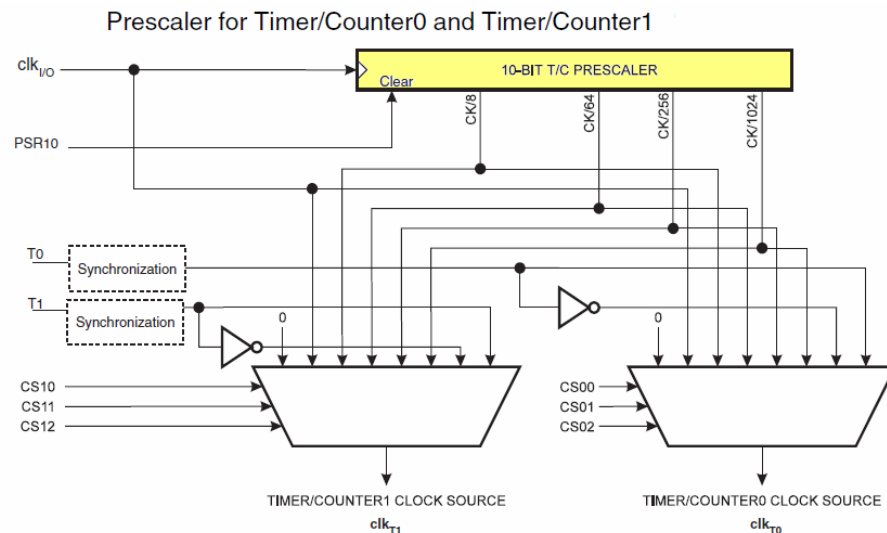 Prescaler for Timer/Counter0 and Timer/Counter1
clkI/O
10-BIT T/C PRESCALER
Clear
PSR10
CK/8
CK/64
CK/256
CK/1024
T0
Synchronization
T1
Synchronization
0
0
CS10
CS11
CS12
CS00
CS01
CS02
TIMER/COUNTER1 CLOCK SOURCE
clkT1
TIMER/COUNTER0 CLOCK SOURCE
clkT0